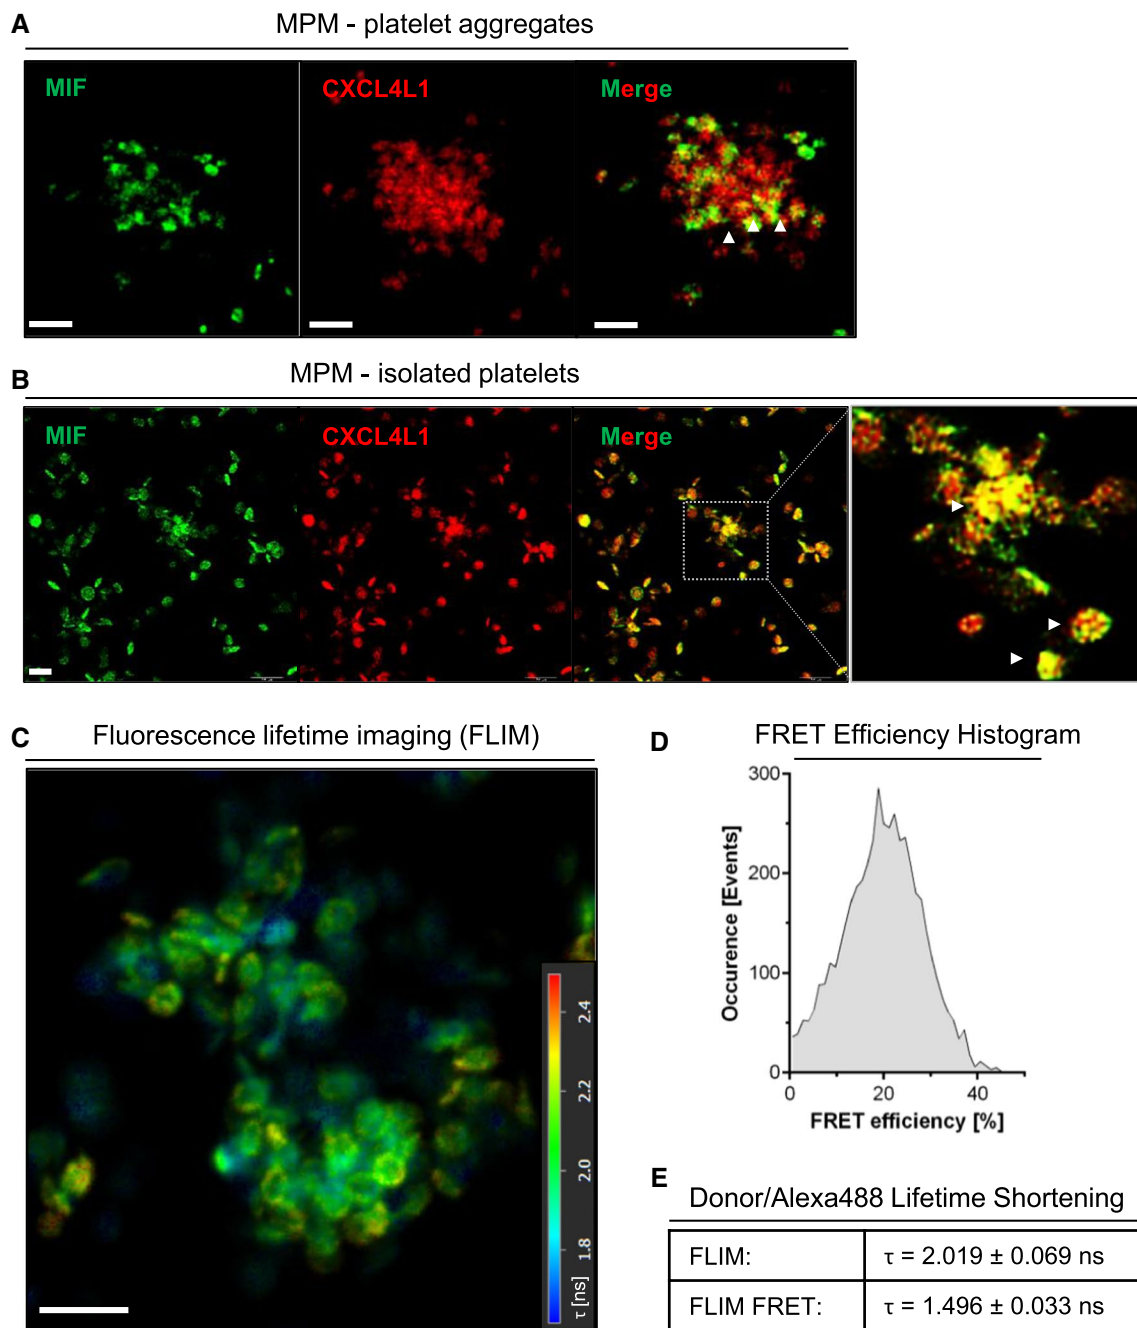 A
MPM - platelet aggregates
MIF
CXCL4L1
Merge
B
MPM - isolated platelets
MIF
CXCL4L1
Merge
C
Fluorescence lifetime imaging (FLIM)
2.4
2.2
2.0
1.8
τ [ns]
D
FRET Efficiency Histogram
300
200
100
0
0
20
40
Occurence [Events]
FRET efficiency [%]
E
Donor/Alexa488 Lifetime Shortening
FLIM: τ = 2.019 ± 0.069 ns
FLIM FRET: τ = 1.496 ± 0.033 ns